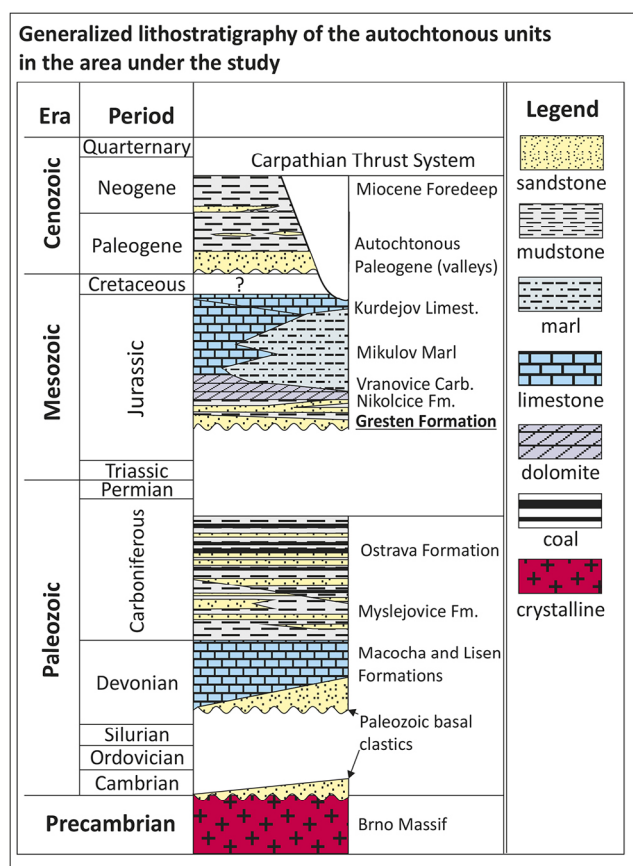 Generalized lithostratigraphy of the autochtonous units
in the area under the study
Era
Period
Legend
Cenozoic
Quarternary
Neogene
Paleogene
Mesozoic
Cretaceous
Jurassic
Triassic
Paleozoic
Permian
Carboniferous
Devonian
Silurian
Ordovician
Cambrian
Precambrian
Carpathian Thrust System
Miocene Foredeep
Autochtonous
Paleogene (valleys)
?
Kurdejov Limest.
Mikulov Marl
Vranovice Carb.
Nikolcice Fm.
Gresten Formation
Ostrava Formation
Myslejovice Fm.
Macocha and Lisen
Formations
Paleozoic basal
clastics
Brno Massif
sandstone
mudstone
marl
limestone
dolomite
coal
crystalline